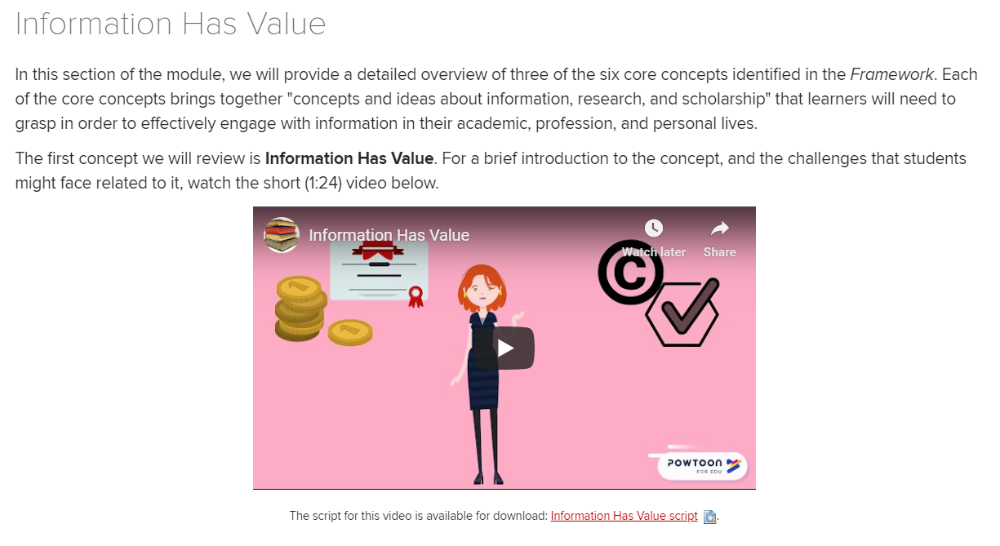 Information Has Value
In this section of the module, we will provide a detailed overview of three of the six core concepts identified in the Framework. Each
of the core concepts brings together "concepts and ideas about information, research, and scholarship" that learners will need to
grasp in order to effectively engage with information in their academic, profession, and personal lives.
The first concept we will review is Information Has Value. For a brief introduction to the concept, and the challenges that students
might face related to it, watch the short (1:24) video below.
Information Has Value
Watch later
Share
1
1
©
POWTOON
FOR EDU
The script for this video is available for download: Information Has Value script .